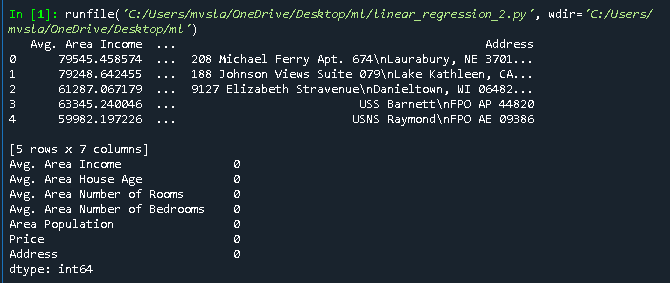 In [1]: runfile('C:/Users/mvsla/OneDrive/Desktop/ml/linear_regression_2.py', wdir='C:/Users/
mvsla/OneDrive/Desktop/ml')
   Avg. Area Income  ...                                            Address
0      79545.458574  ...  208 Michael Ferry Apt. 674\nLaurabury, NE 3701...
1      79248.642455  ...  188 Johnson Views Suite 079\nLake Kathleen, CA...
2      61287.067179  ...  9127 Elizabeth Stravenue\nDanieltown, WI 06482...
3      63345.240046  ...                          USS Barnett\nFPO AP 44820
4      59982.197226  ...                         USNS Raymond\nFPO AE 09386
[5 rows x 7 columns]
Avg. Area Income                0
Avg. Area House Age             0
Avg. Area Number of Rooms       0
Avg. Area Number of Bedrooms    0
Area Population                 0
Price                           0
Address                         0
dtype: int64